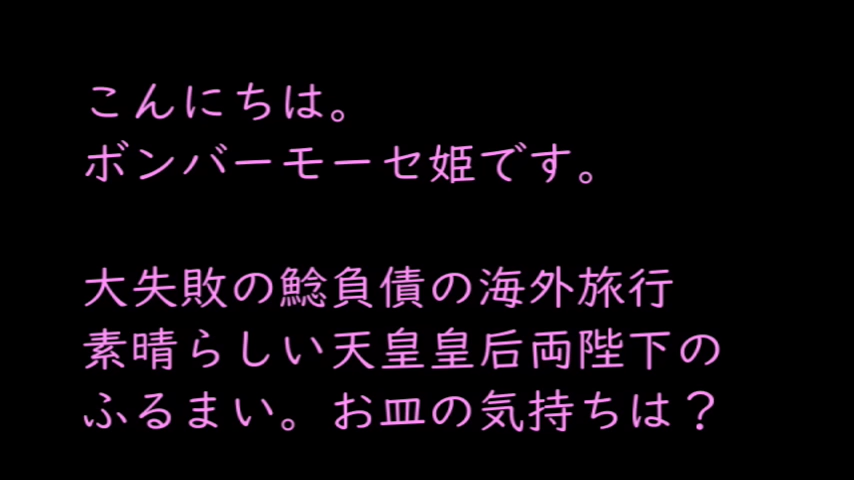 こんにちは。
ボンバーモーセ姫です。
大失敗の鯰負債の海外旅行
素晴らしい天皇皇后両陛下の
ふるまい。お皿の気持ちは？